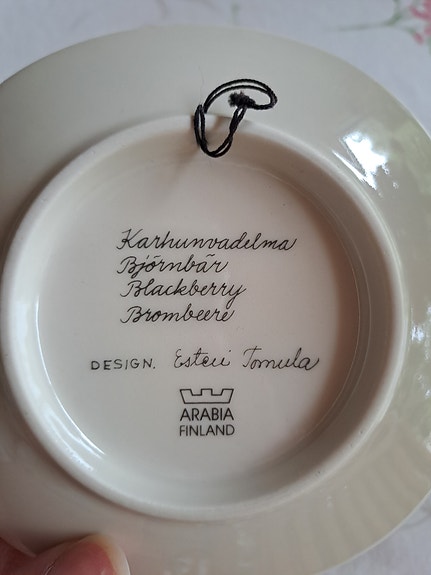 Karhunvadelma
Björnbär
Blackberry
Brombeere
DESIGN. Esteri Tomula
ARABIA
FINLAND